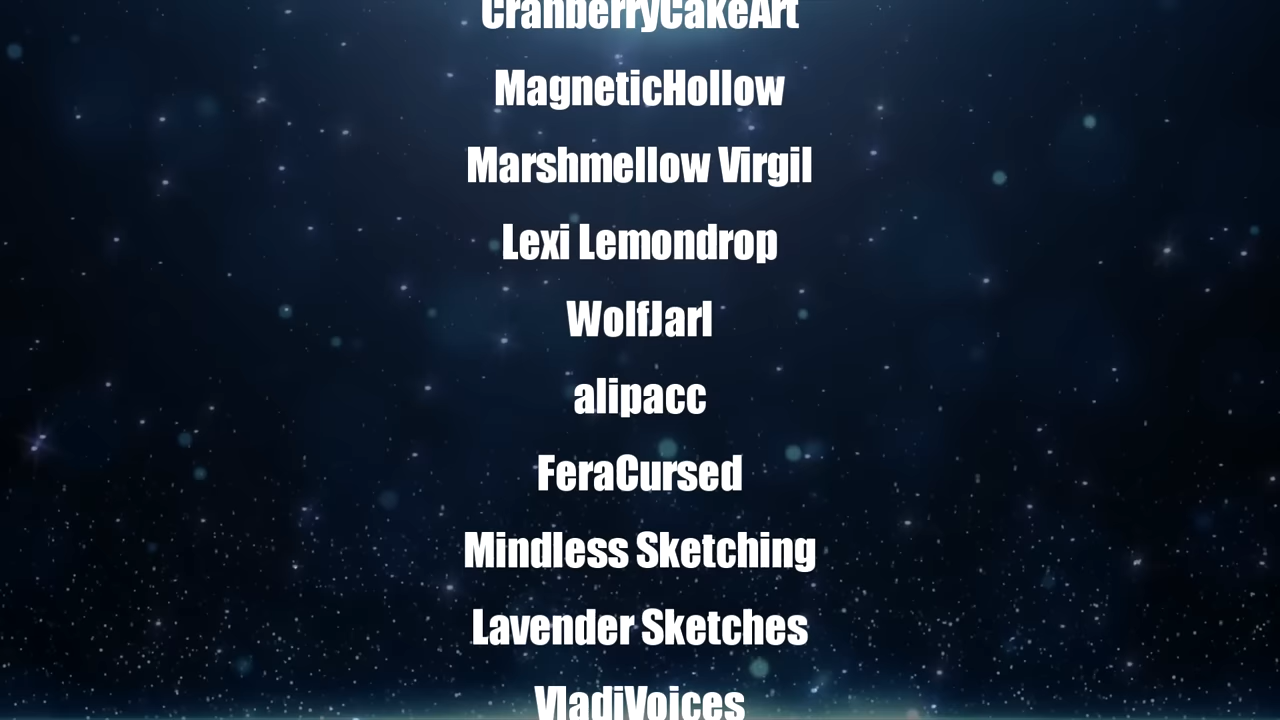 CranberryCakeArt
MagneticHollow
Marshmellow Virgil
Lexi Lemondrop
WolfJarl
alipacc
FeraCursed
Mindless Sketching
Lavender Sketches
VladiVoices